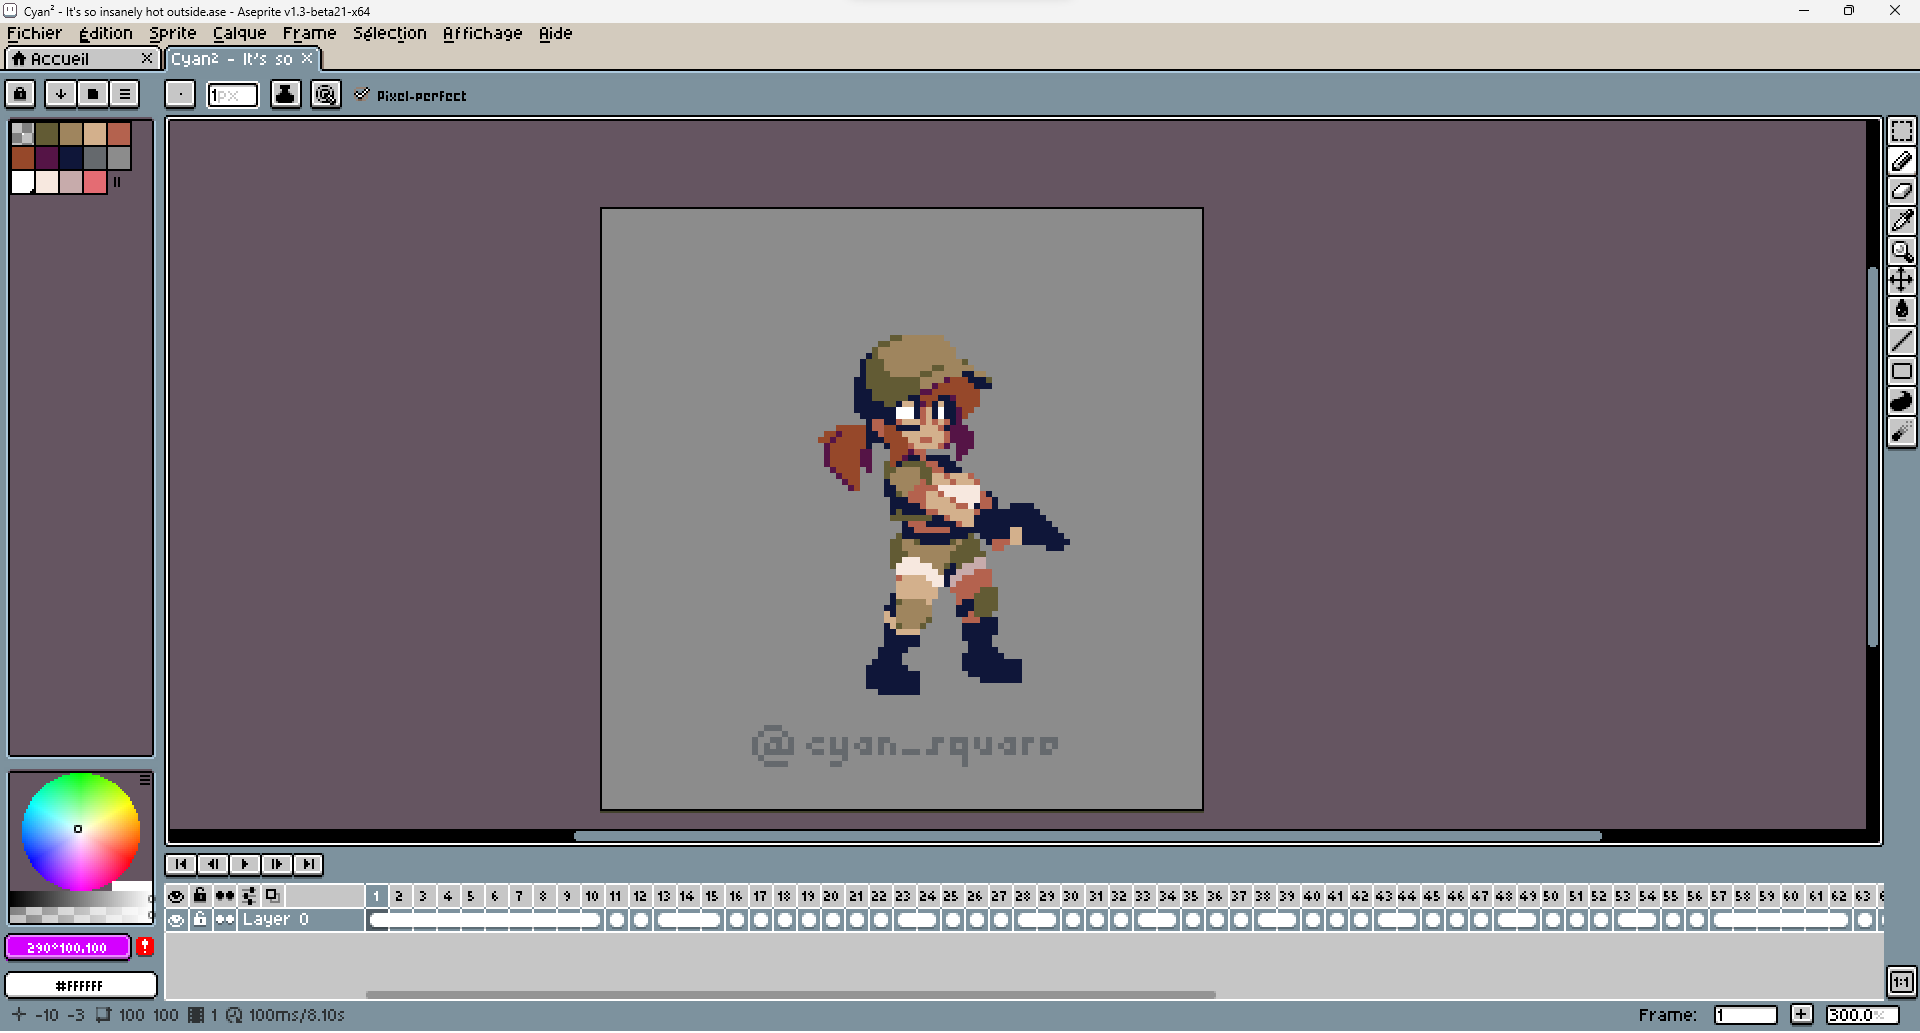 Cyan² - It's so insanely hot outside.ase - Aseprite v1.3-beta21-x64
Fichier Édition Sprite Calque Frame Sélection Affichage Aide
Accueil Cyan² - It's so
1px Pixel-perfect
@cyan_square
1 2 3 4 5 6 7 8 9 10 11 12 13 14 15 16 17 18 19 20 21 22 23 24 25 26 27 28 29 30 31 32 33 34 35 36 37 38 39 40 41 42 43 44 45 46 47 48 49 50 51 52 53 54 55 56 57 58 59 60 61 62 63
Layer 0
290°100,100
#FFFFFF
1:1
-10 -3 100 100 1 100ms/8.10s Frame: 1 + 300.0%